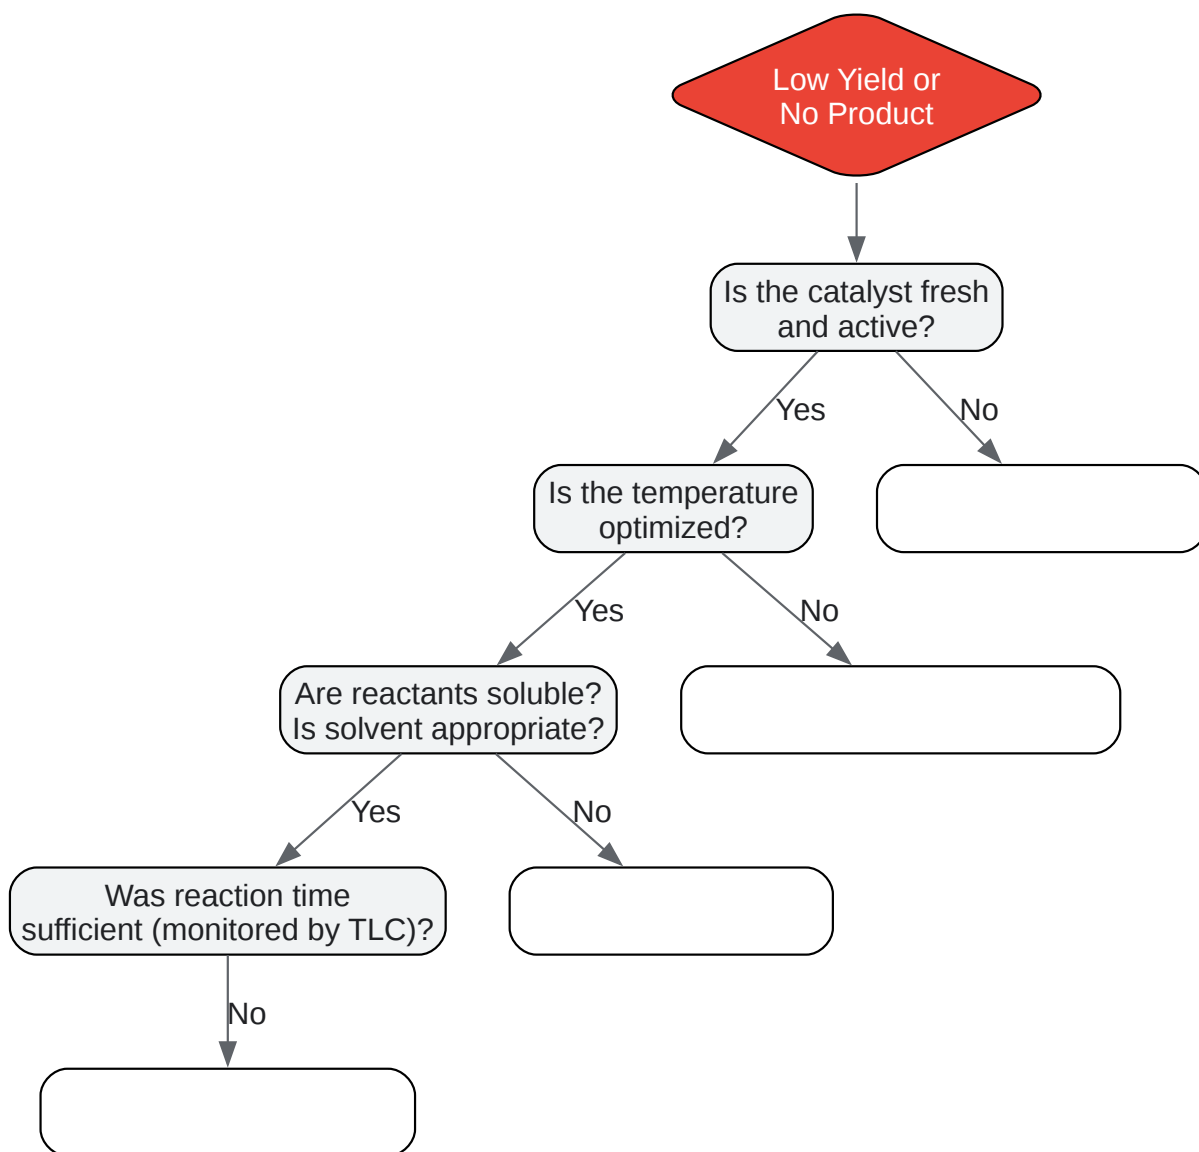 Low Yield or
No Product
Is the catalyst fresh
and active?
Yes
No
Is the temperature
optimized?
Yes
No
Are reactants soluble?
Is solvent appropriate?
Yes
No
Was reaction time
sufficient (monitored by TLC)?
No